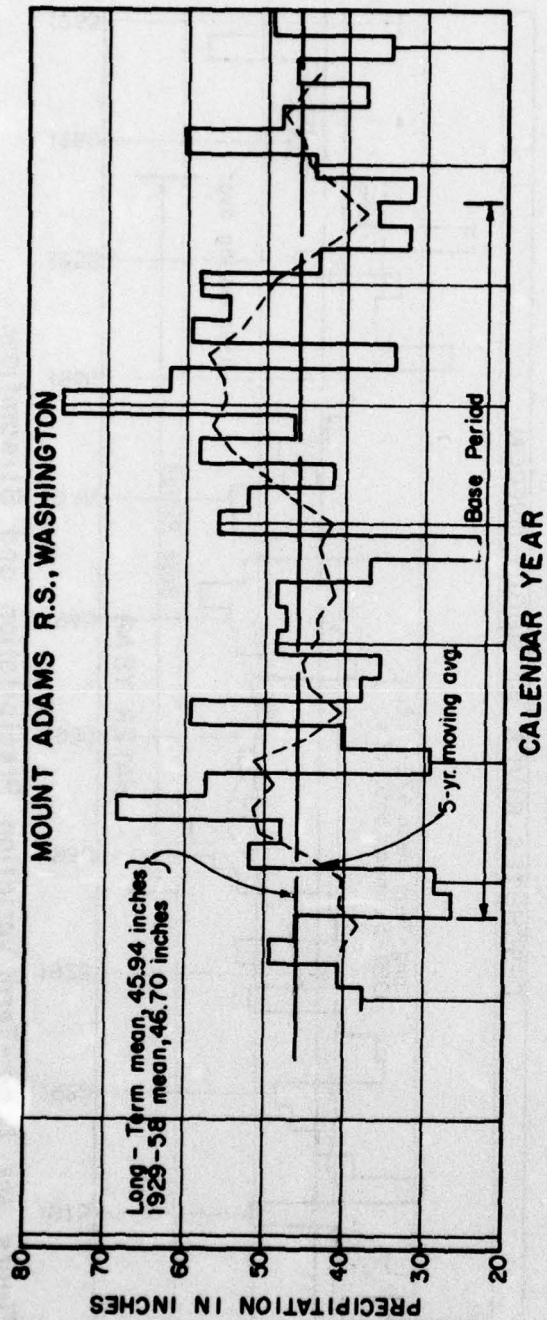 MOUNT ADAMS R.S., WASHINGTON
PRECIPITATION IN INCHES
80
70
60
50
40
30
20
Long - Term mean, 45.94 inches
1929-58 mean, 46.70 inches
5-yr. moving avg.
Base Period
CALENDAR YEAR